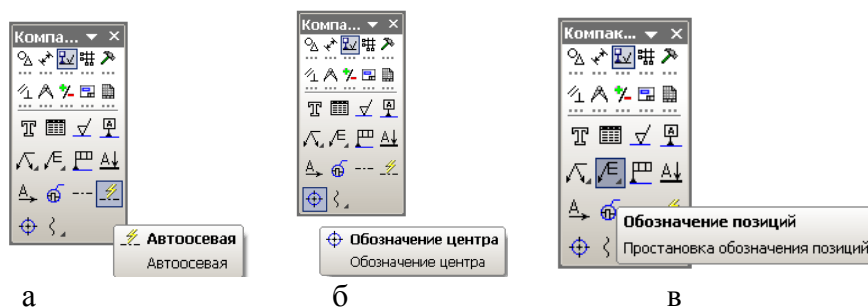 Компа...
Автоосевая
Автоосевая
а
Компа...
Обозначение центра
Обозначение центра
б
Компак...
Обозначение позиций
Простановка обозначения позиций
в